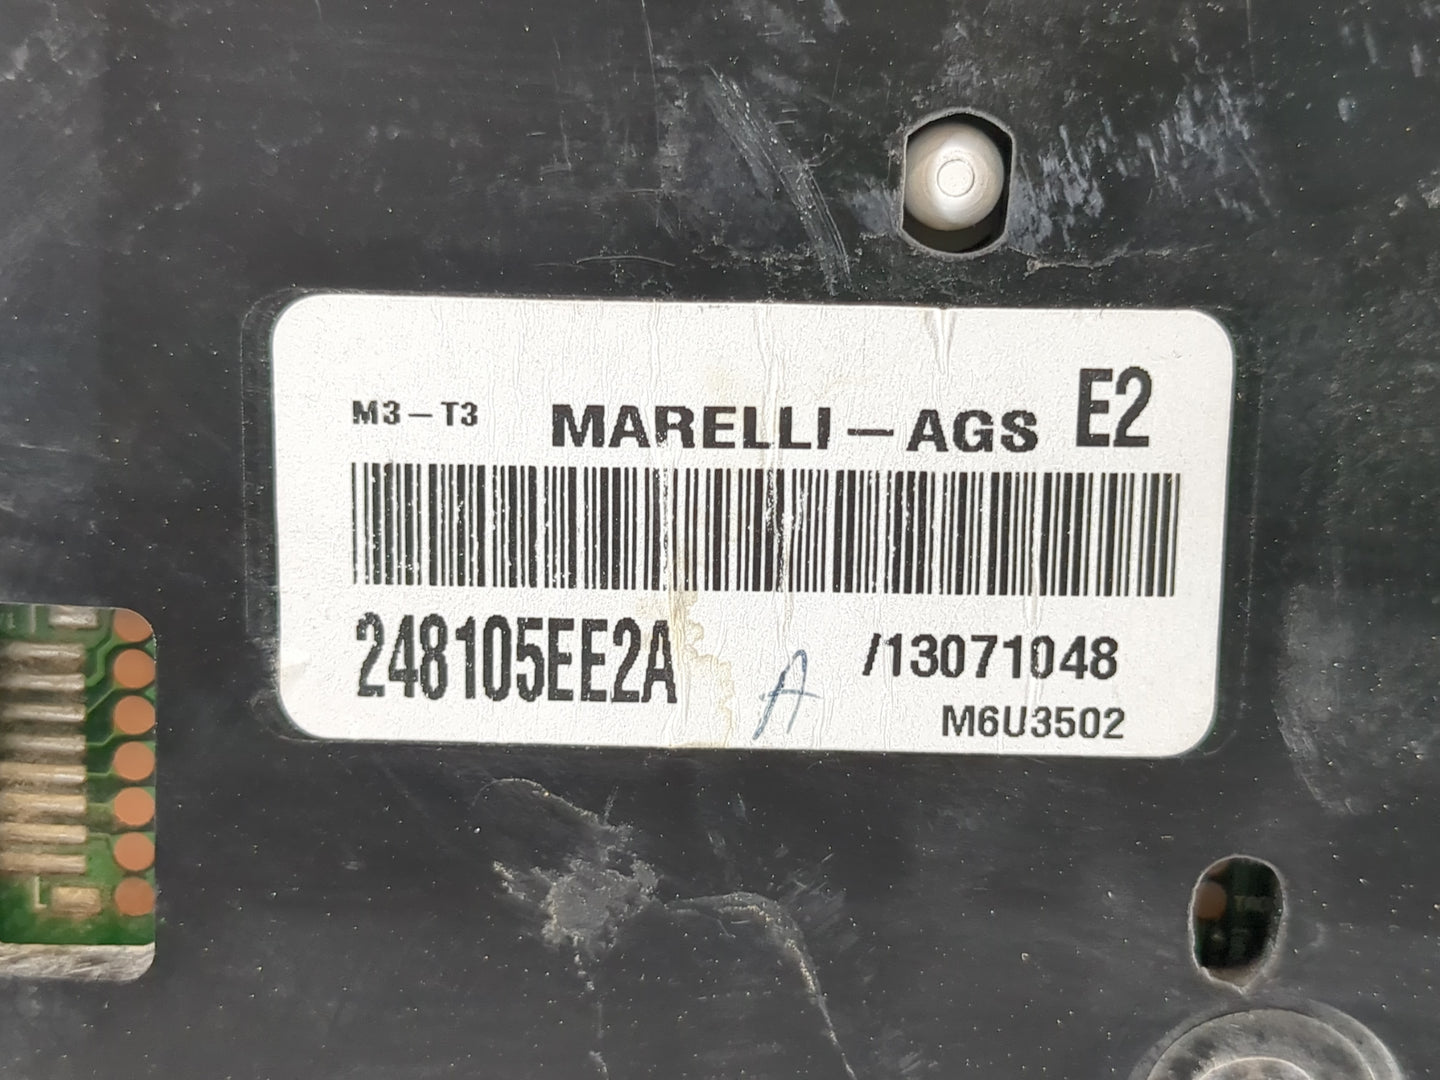 M3-T3 MARELLI-AGS E2
248105EE2A A /13071048
M6U3502